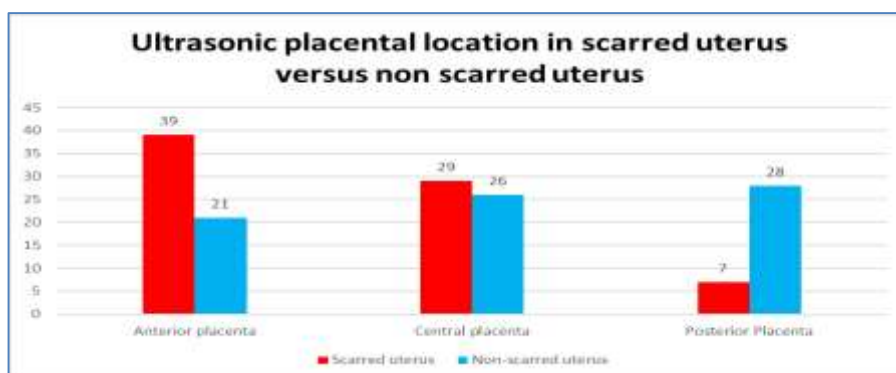 Ultrasonic placental location in scarred uterus
versus non scarred uterus
45
40
35
30
25
20
15
10
5
0
39
21
29
26
7
28
Anterior placenta
Central placenta
Posterior Placenta
Scarred uterus
Non-scarred uterus